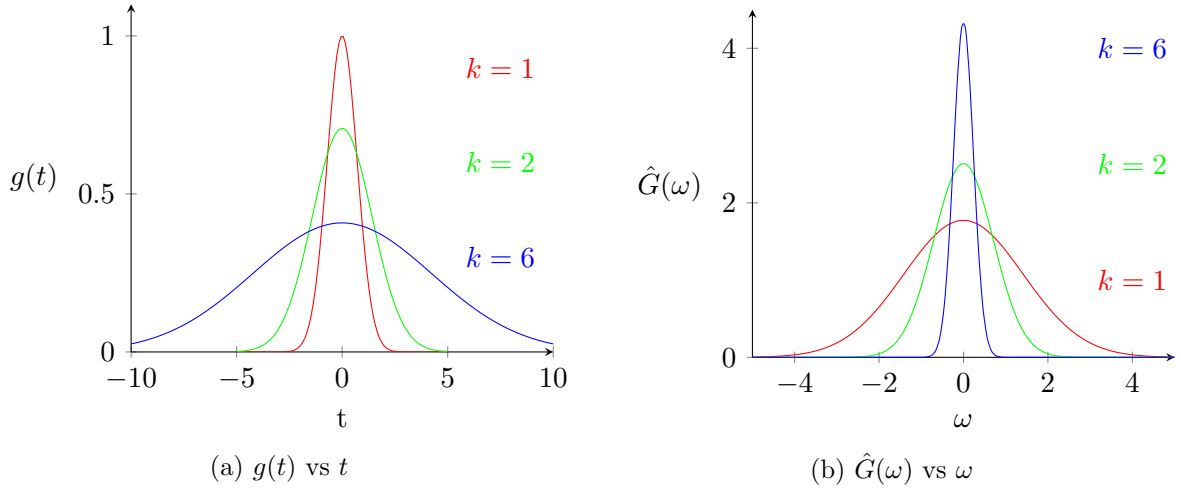 1
k = 1
g(t)
k = 2
0.5
k = 6
0
−10
−5
0
5
10
t
(a) g(t) vs t
4
k = 6
Ĝ(ω)
k = 2
2
k = 1
0
−4
−2
0
2
4
ω
(b) Ĝ(ω) vs ω